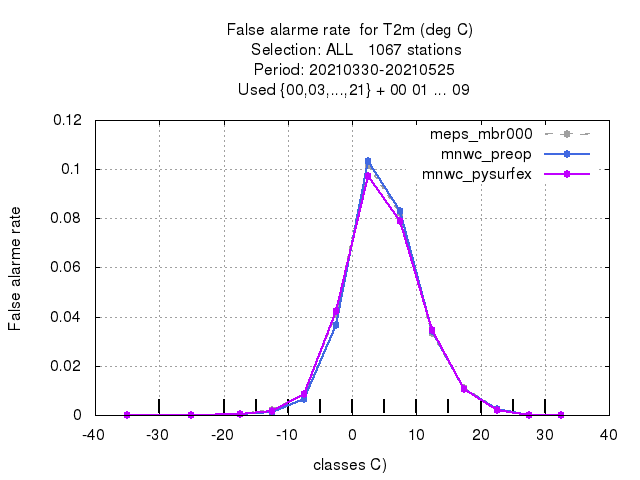 False alarme rate  for T2m (deg C)
Selection: ALL   1067 stations
Period: 20210330-20210525
Used {00,03,...,21} + 00 01 ... 09
meps_mbr000
mnwc_preop
mnwc_pysurfex
False alarme rate
0.12
0.1
0.08
0.06
0.04
0.02
0
-40 -30 -20 -10 0 10 20 30 40
classes C)